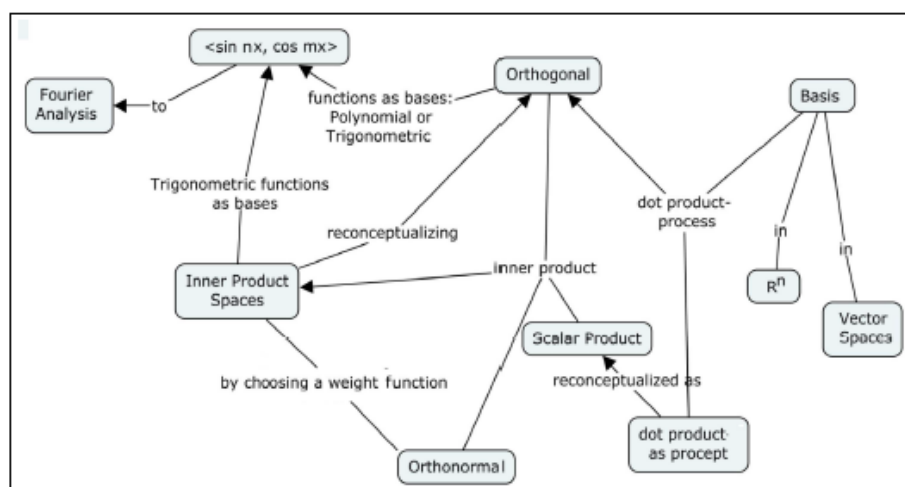 <sin nx, cos mx>
Orthogonal
Fourier
Analysis
to
functions as bases:
Polynomial or
Trigonometric
Basis
Trigonometric functions
as bases
dot product-
process
reconceptualizing
in
in
inner product
Inner Product
Spaces
Rn
Vector
Spaces
Scalar Product
by choosing a weight function
reconceptualized as
dot product-
as procept
Orthonormal